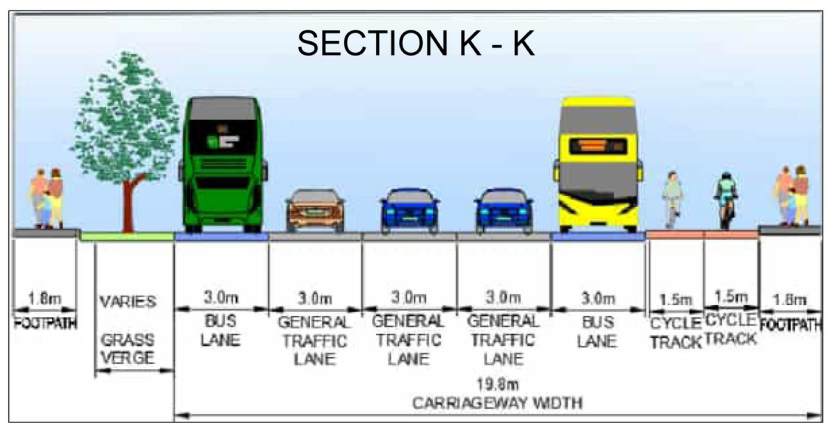 SECTION K - K
1.8m
FOOTPATH
VARIES
GRASS
VERGE
3.0m
BUS
LANE
3.0m
GENERAL
TRAFFIC
LANE
3.0m
GENERAL
TRAFFIC
LANE
3.0m
GENERAL
TRAFFIC
LANE
3.0m
BUS
LANE
1.5m
CYCLE
TRACK
1.5m
CYCLE
TRACK
1.8m
FOOTPATH
19.8m
CARRIAGEWAY WIDTH